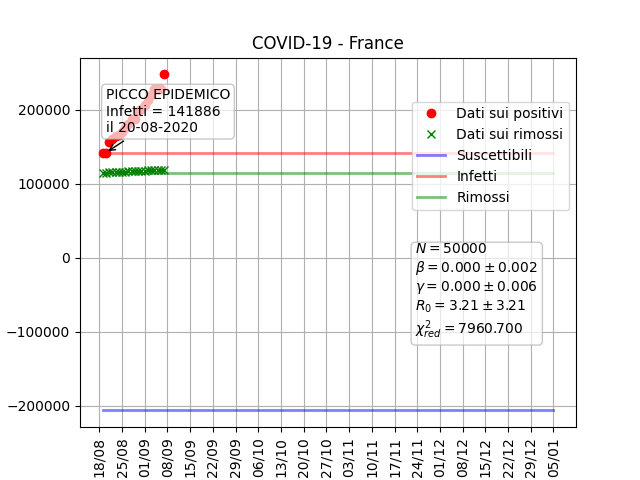 COVID-19 - France
PICCO EPIDEMICO
Infetti = 141886
il 20-08-2020
Dati sui positivi
Dati sui rimossi
Suscettibili
Infetti
Rimossi
N = 50000
β = 0.000 ± 0.002
γ = 0.000 ± 0.006
R₀ = 3.21 ± 3.21
χ²red = 7960.700
200000
100000
0
−100000
−200000
18/08
25/08
01/09
08/09
15/09
22/09
29/09
06/10
13/10
20/10
27/10
03/11
10/11
17/11
24/11
01/12
08/12
15/12
22/12
29/12
05/01